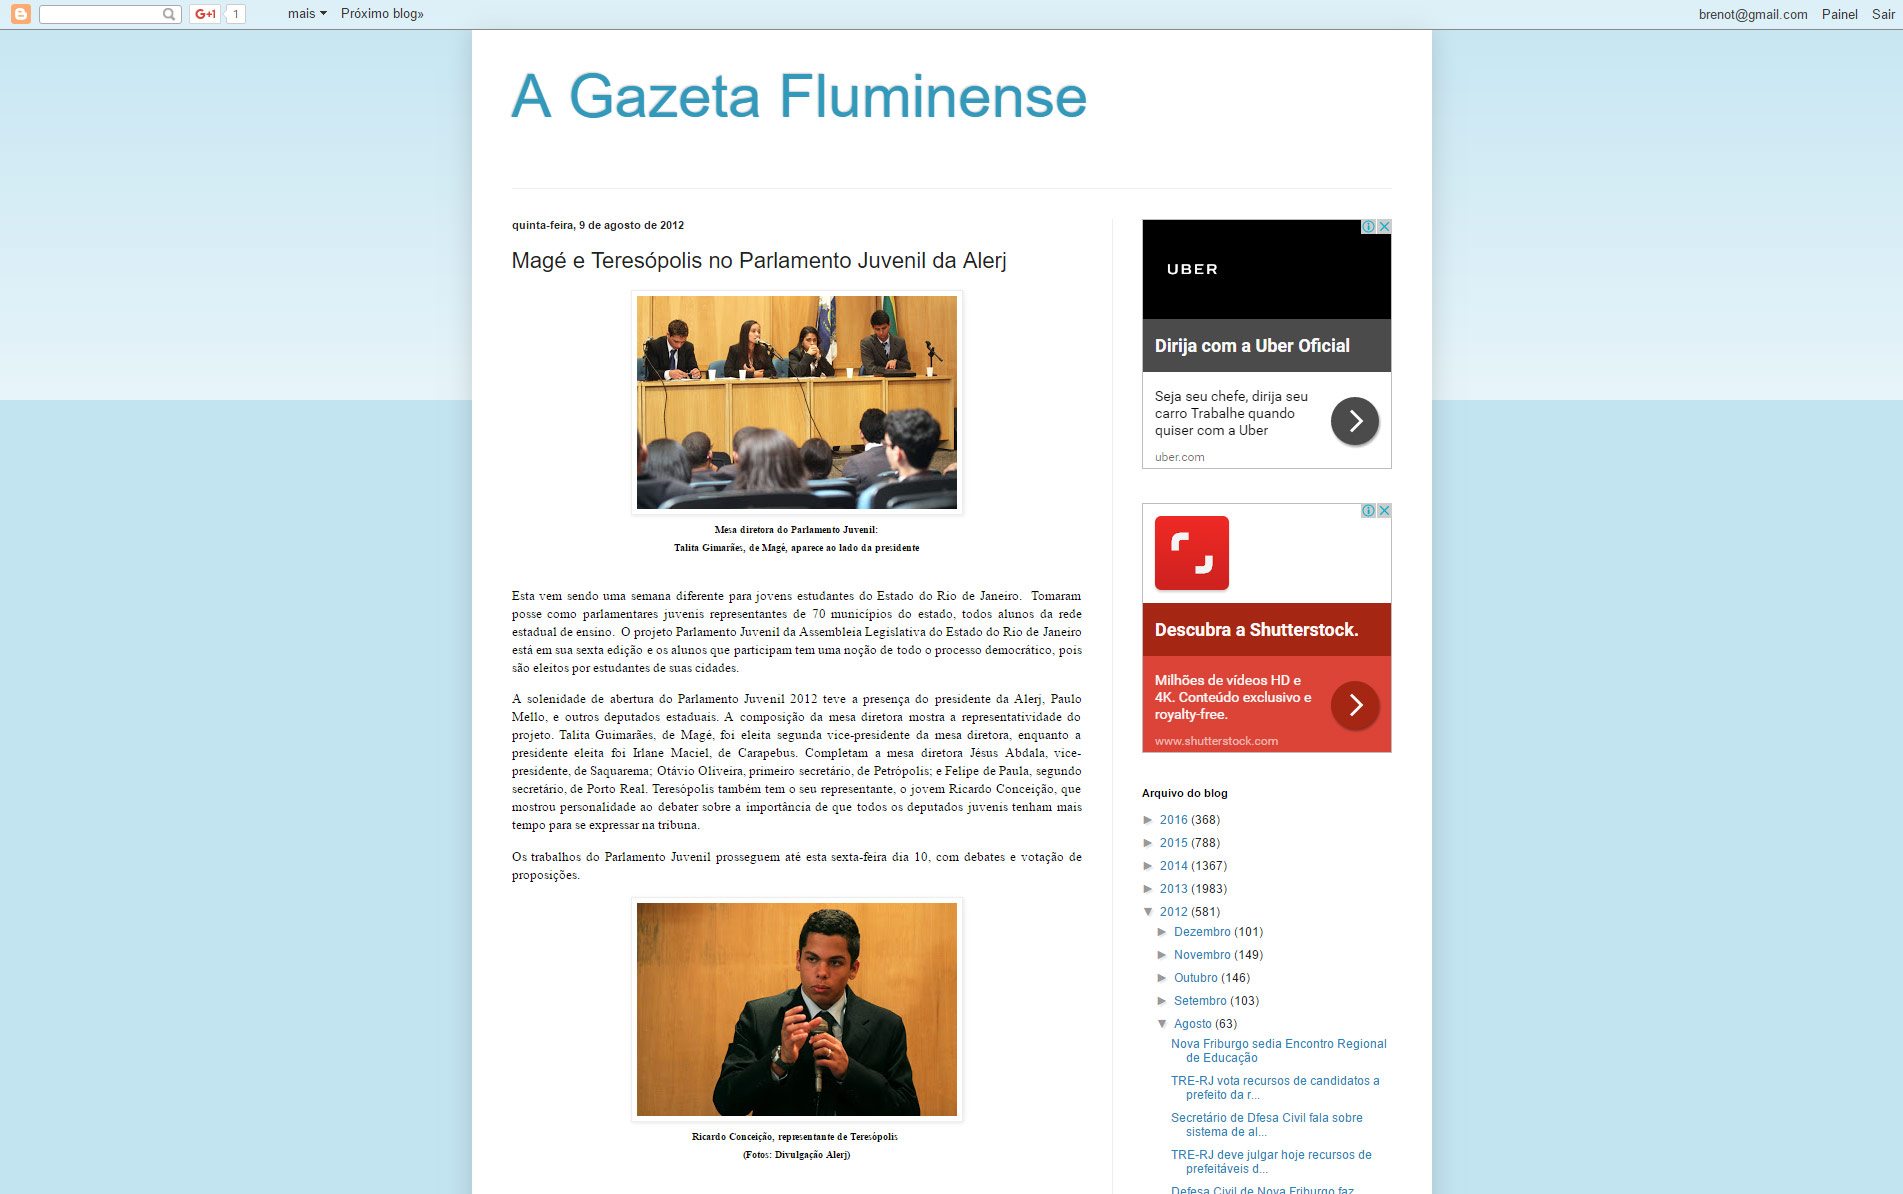 G+1
1
mais
Próximo blog»
brenot@gmail.com
Painel
Sair
A Gazeta Fluminense
quinta-feira, 9 de agosto de 2012
Magé e Teresópolis no Parlamento Juvenil da Alerj
Mesa diretora do Parlamento Juvenil:
Talita Gimarães, de Magé, aparece ao lado da presidente
Esta vem sendo uma semana diferente para jovens estudantes do Estado do Rio de Janeiro.  Tomaram
posse como parlamentares juvenis representantes de 70 municípios do estado, todos alunos da rede
estadual de ensino.  O projeto Parlamento Juvenil da Assembleia Legislativa do Estado do Rio de Janeiro
está em sua sexta edição e os alunos que participam tem uma noção de todo o processo democrático, pois
são eleitos por estudantes de suas cidades.
A solenidade de abertura do Parlamento Juvenil 2012 teve a presença do presidente da Alerj, Paulo
Mello, e outros deputados estaduais. A composição da mesa diretora mostra a representatividade do
projeto. Talita Guimarães, de Magé, foi eleita segunda vice-presidente da mesa diretora, enquanto a
presidente eleita foi Irlane Maciel, de Carapebus. Completam a mesa diretora Jésus Abdala, vice-
presidente, de Saquarema; Otávio Oliveira, primeiro secretário, de Petrópolis; e Felipe de Paula, segundo
secretário, de Porto Real. Teresópolis também tem o seu representante, o jovem Ricardo Conceição, que
mostrou personalidade ao debater sobre a importância de que todos os deputados juvenis tenham mais
tempo para se expressar na tribuna.
Os trabalhos do Parlamento Juvenil prosseguem até esta sexta-feira dia 10, com debates e votação de
proposições.
Ricardo Conceição, representante de Teresópolis
(Fotos: Divulgação Alerj)
UBER
Dirija com a Uber Oficial
Seja seu chefe, dirija seu
carro Trabalhe quando
quiser com a Uber
uber.com
Descubra a Shutterstock.
Milhões de vídeos HD e
4K. Conteúdo exclusivo e
royalty-free.
www.shutterstock.com
Arquivo do blog
► 2016 (368)
► 2015 (788)
► 2014 (1367)
► 2013 (1983)
▼ 2012 (581)
► Dezembro (101)
► Novembro (149)
► Outubro (146)
► Setembro (103)
▼ Agosto (63)
Nova Friburgo sedia Encontro Regional
de Educação
TRE-RJ vota recursos de candidatos a
prefeito da r...
Secretário de Dfesa Civil fala sobre
sistema de al...
TRE-RJ deve julgar hoje recursos de
prefeitáveis d...
Defesa Civil de Nova Friburgo faz